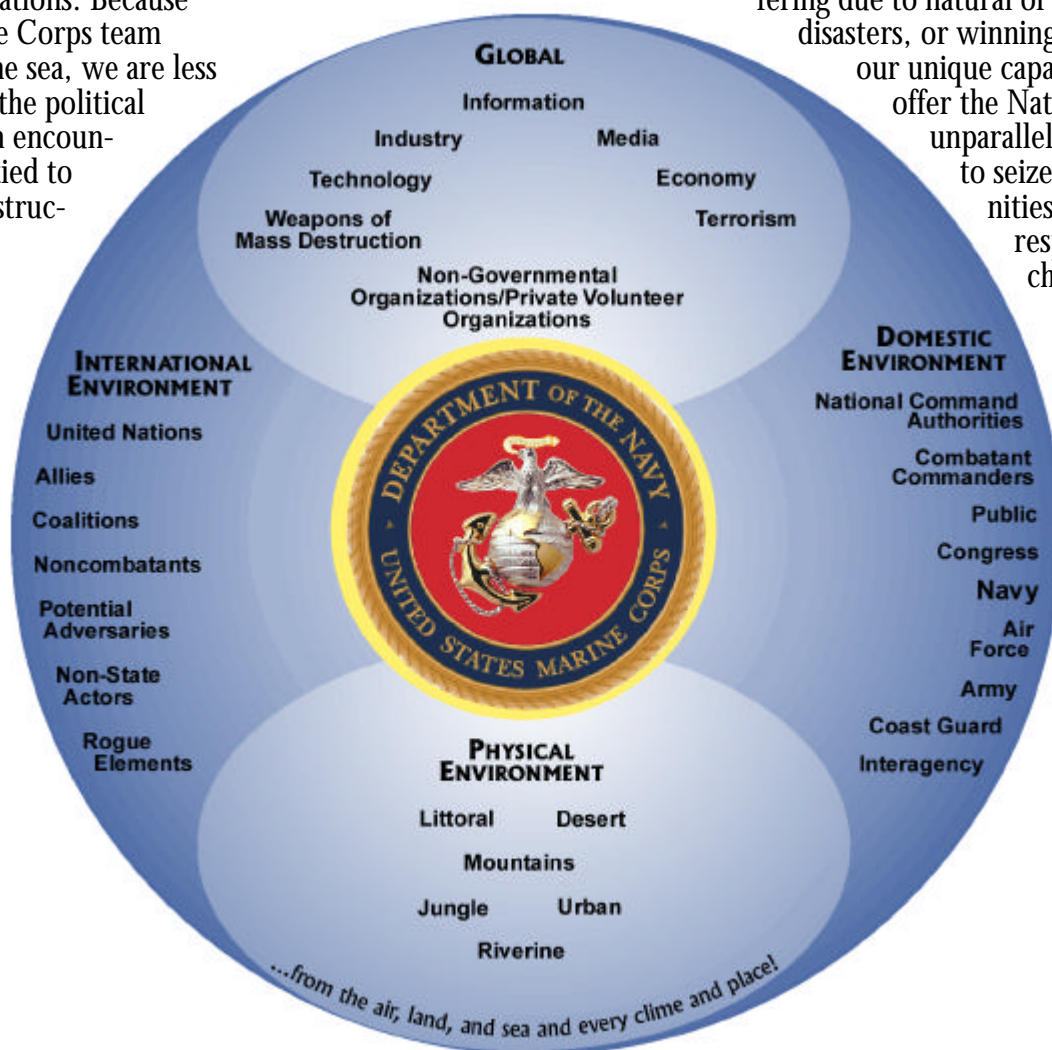 ations. Because
e Corps team
he sea, we are less
the political
encoun-
ied to
struc-
fering due to natural or
disasters, or winning
our unique capa
offer the Nat
unparallel
to seize
nities
res
ch
GLOBAL
Information
Industry Media
Technology Economy
Weapons of
Mass Destruction
Terrorism
Non-Governmental
Organizations/Private Volunteer
Organizations
INTERNATIONAL
ENVIRONMENT
United Nations
Allies
Coalitions
Noncombatants
Potential
Adversaries
Non-State
Actors
Rogue
Elements
DEPARTMENT OF THE NAVY
UNITED STATES MARINE CORPS
DOMESTIC
ENVIRONMENT
National Command
Authorities
Combatant
Commanders
Public
Congress
Navy
Air
Force
Army
Coast Guard
Interagency
PHYSICAL
ENVIRONMENT
Littoral Desert
Mountains
Jungle Urban
Riverine
...from the air, land, and sea and every clime and place!